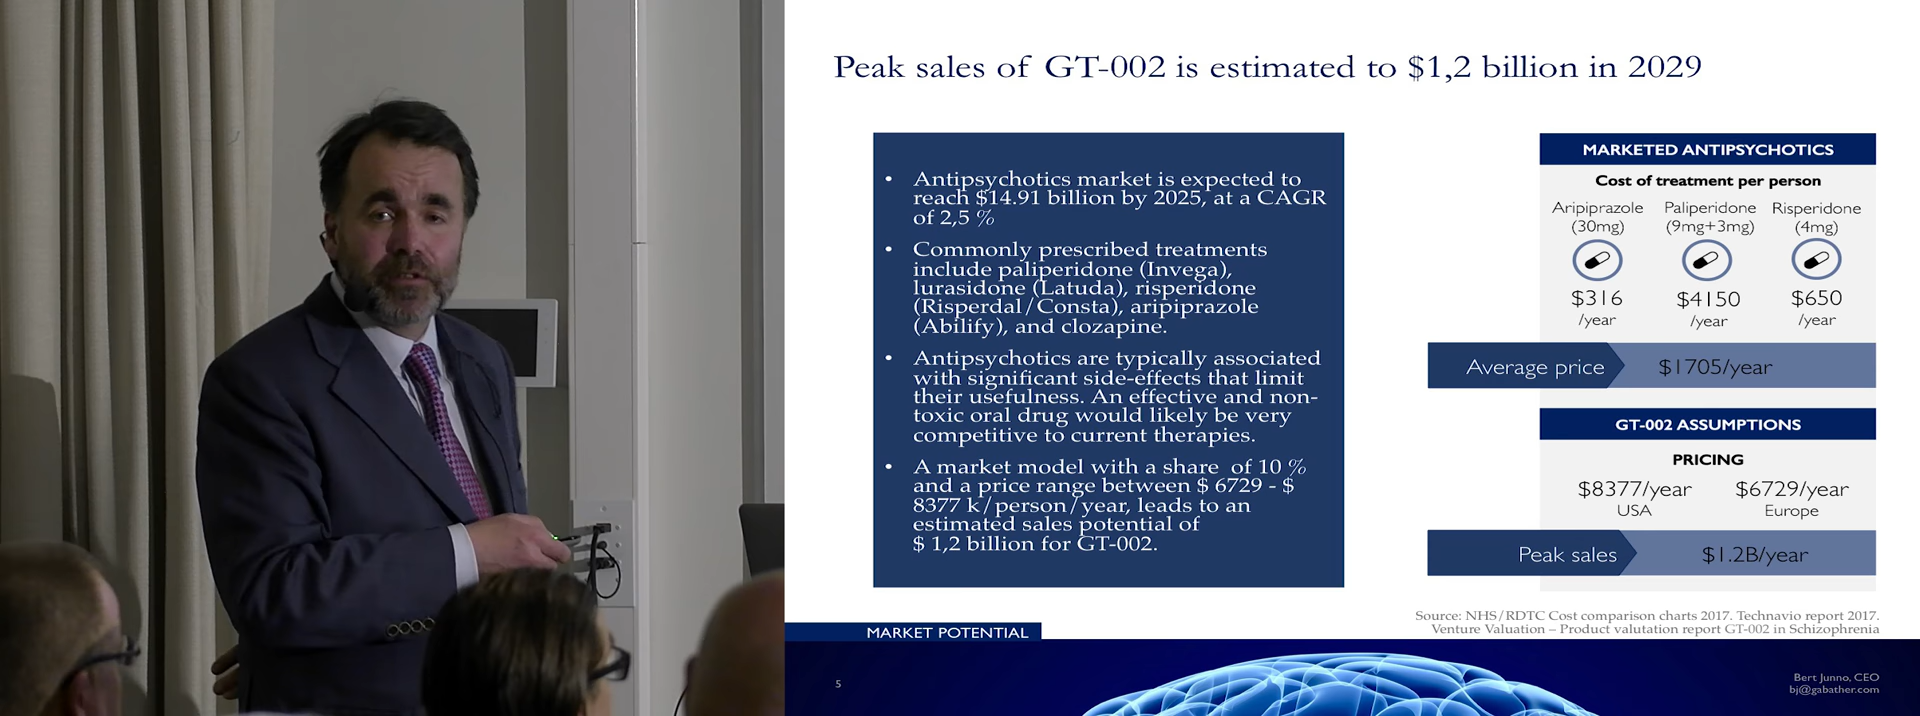 Peak sales of GT-002 is estimated to $1,2 billion in 2029
• Antipsychotics market is expected to
reach $14.91 billion by 2025, at a CAGR
of 2,5 %
• Commonly prescribed treatments
include paliperidone (Invega),
lurasidone (Latuda), risperidone
(Risperdal/Consta), aripiprazole
(Abilify), and clozapine.
• Antipsychotics are typically associated
with significant side-effects that limit
their usefulness. An effective and non-
toxic oral drug would likely be very
competitive to current therapies.
• A market model with a share of 10 %
and a price range between $ 6729 - $
8377 k/person/year, leads to an
estimated sales potential of
$ 1,2 billion for GT-002.
MARKETED ANTIPSYCHOTICS
Cost of treatment per person
Aripiprazole Paliperidone Risperidone
(30mg) (9mg+3mg) (4mg)
$316 $4150 $650
/year /year /year
Average price $1705/year
GT-002 ASSUMPTIONS
PRICING
$8377/year $6729/year
USA Europe
Peak sales $1.2B/year
Source: NHS/RDTC Cost comparison charts 2017. Technavio report 2017.
Venture Valuation – Product valutation report GT-002 in Schizophrenia
MARKET POTENTIAL
5
Bert Junno, CEO
bj@gabather.com